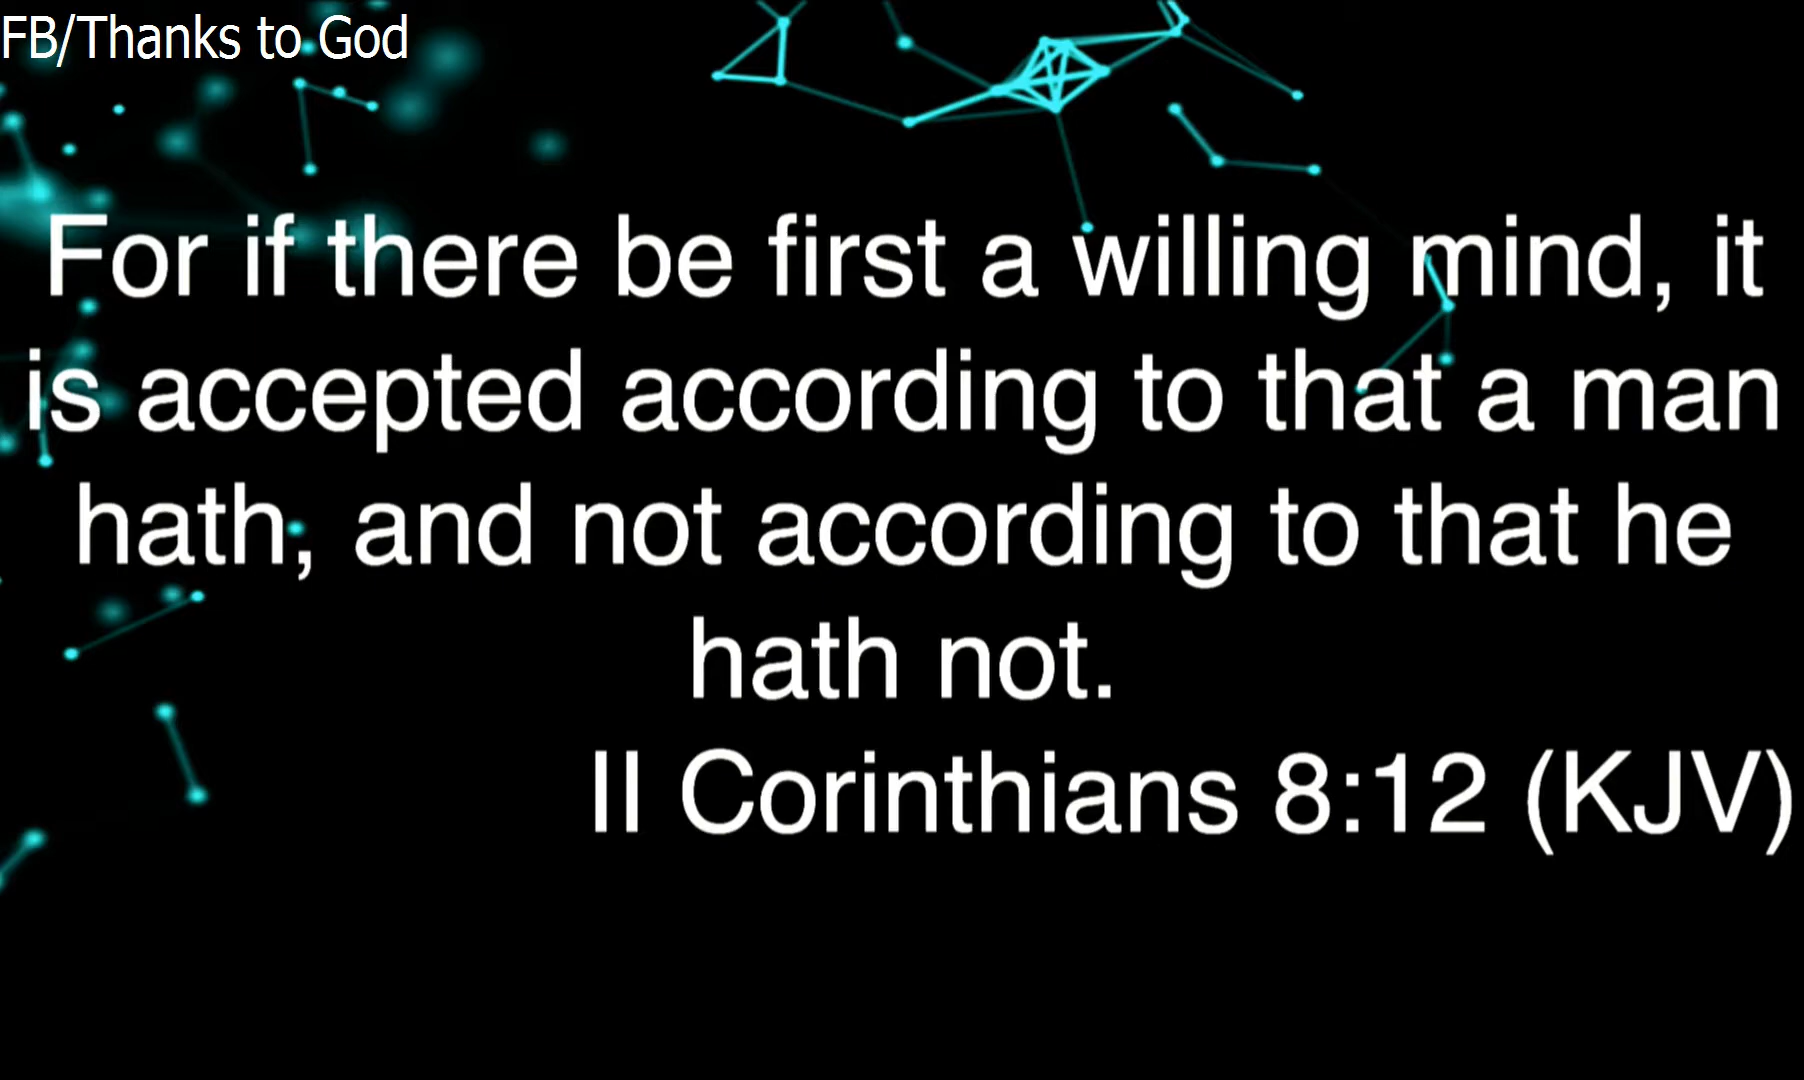 FB/Thanks to God
For if there be first a willing mind, it
is accepted according to that a man
hath, and not according to that he
hath not.
II Corinthians 8:12 (KJV)